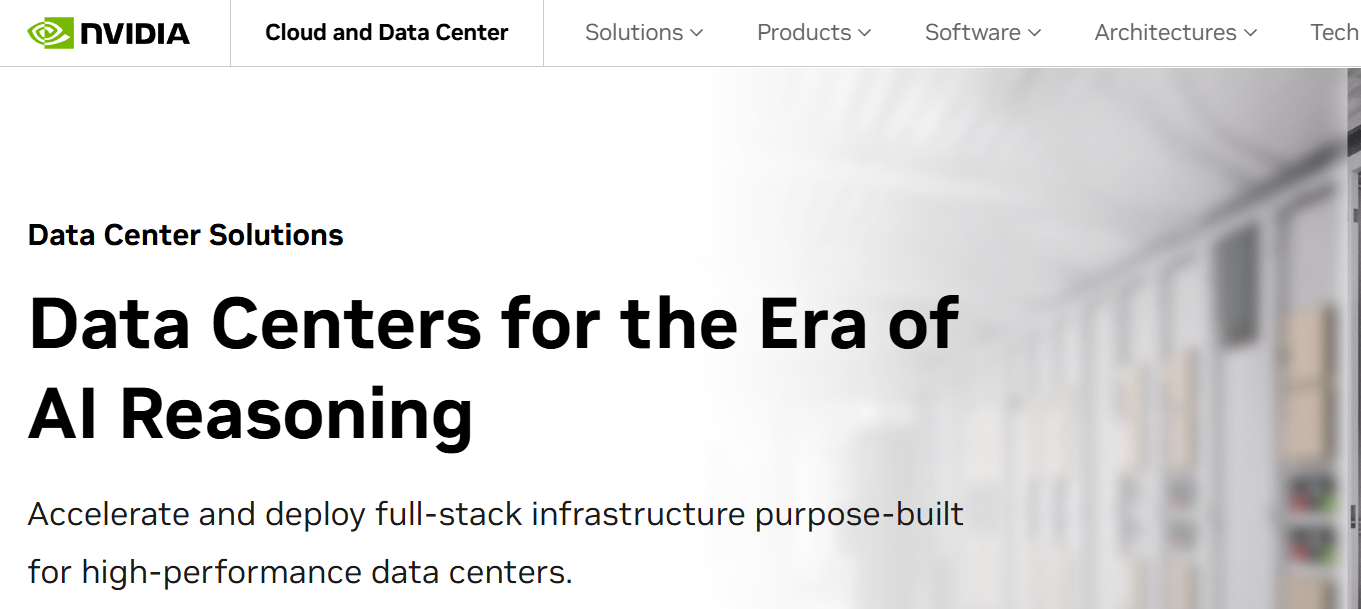 NVIDIA
Cloud and Data Center
Solutions
Products
Software
Architectures
Tech
Data Center Solutions
Data Centers for the Era of
AI Reasoning
Accelerate and deploy full-stack infrastructure purpose-built
for high-performance data centers.